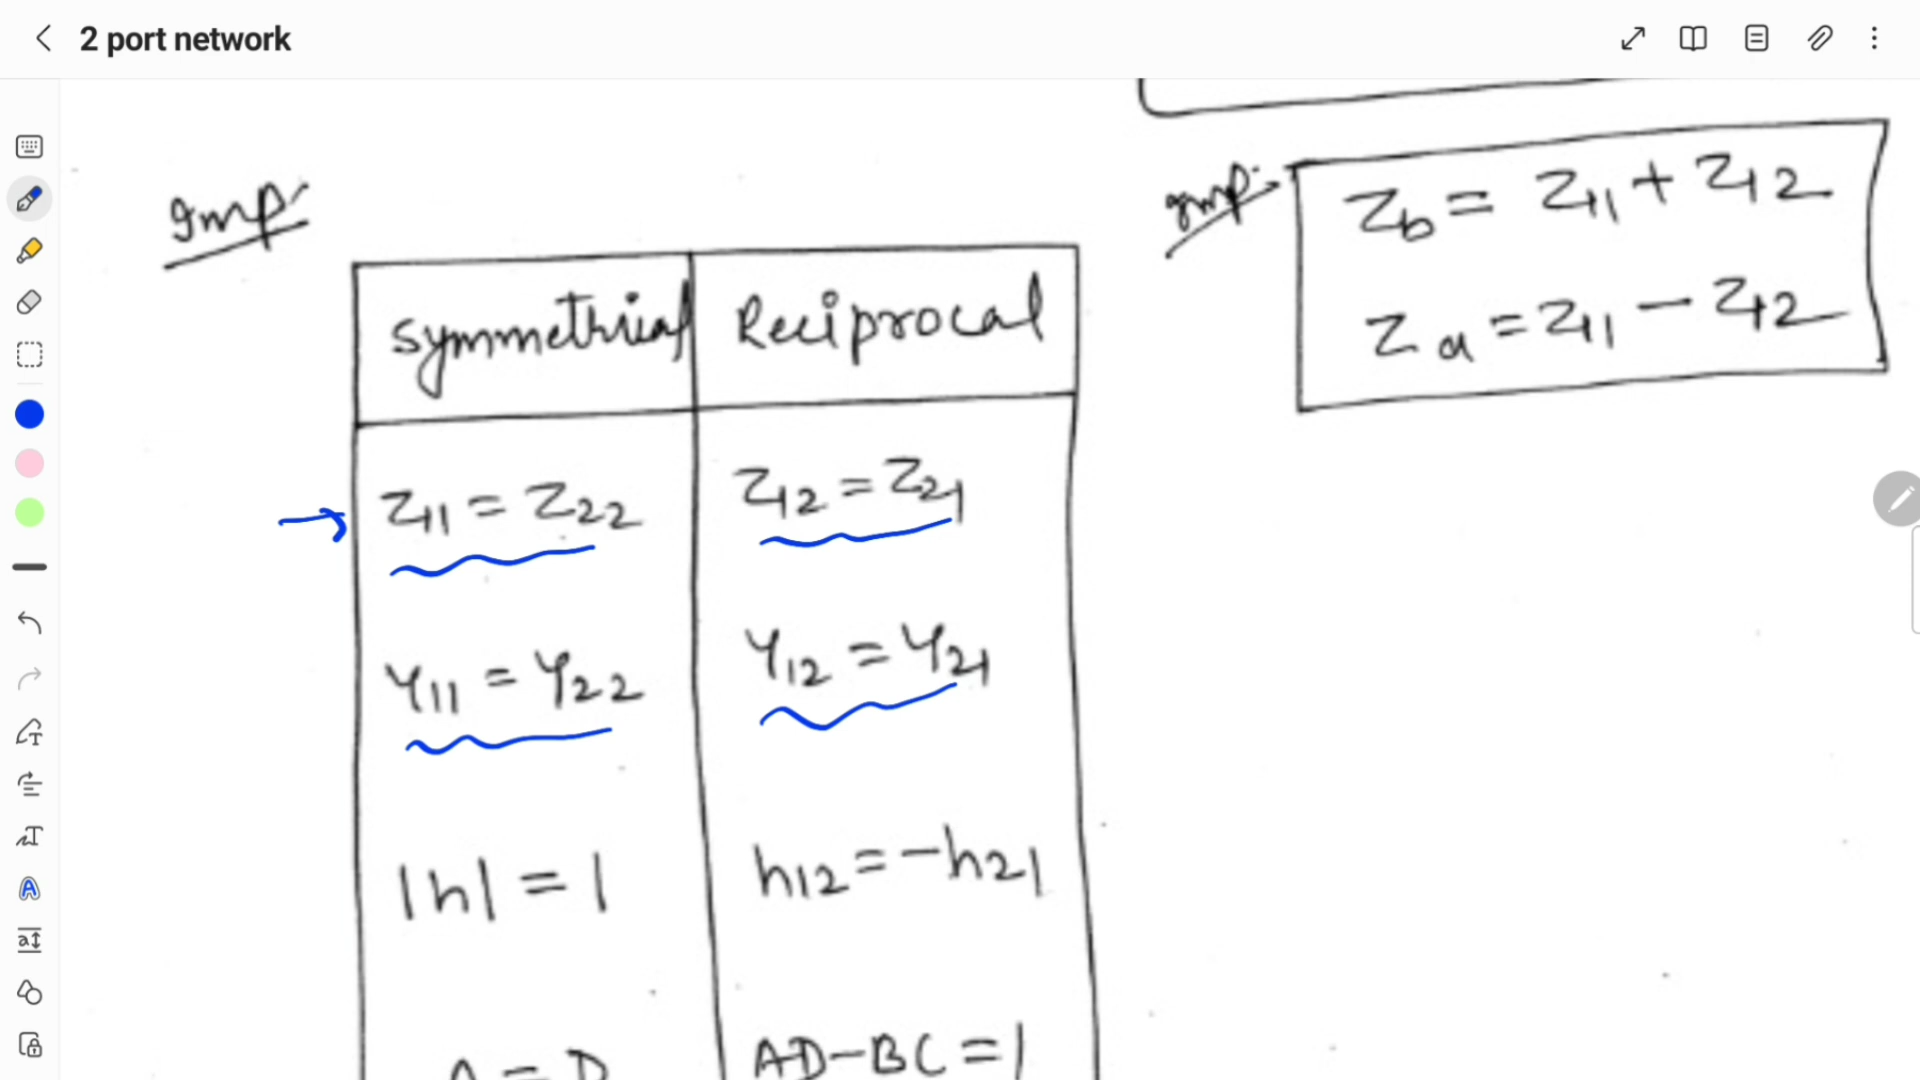 2 port network
Imp.
Symmetrical Reciprocal
Z11 = Z22 Z12 = Z21
Y11 = Y22 Y12 = Y21
|h| = 1 h12 = -h21
A = D AD-BC = 1
Imp.
Zb = Z11 + Z12
Za = Z11 - Z12